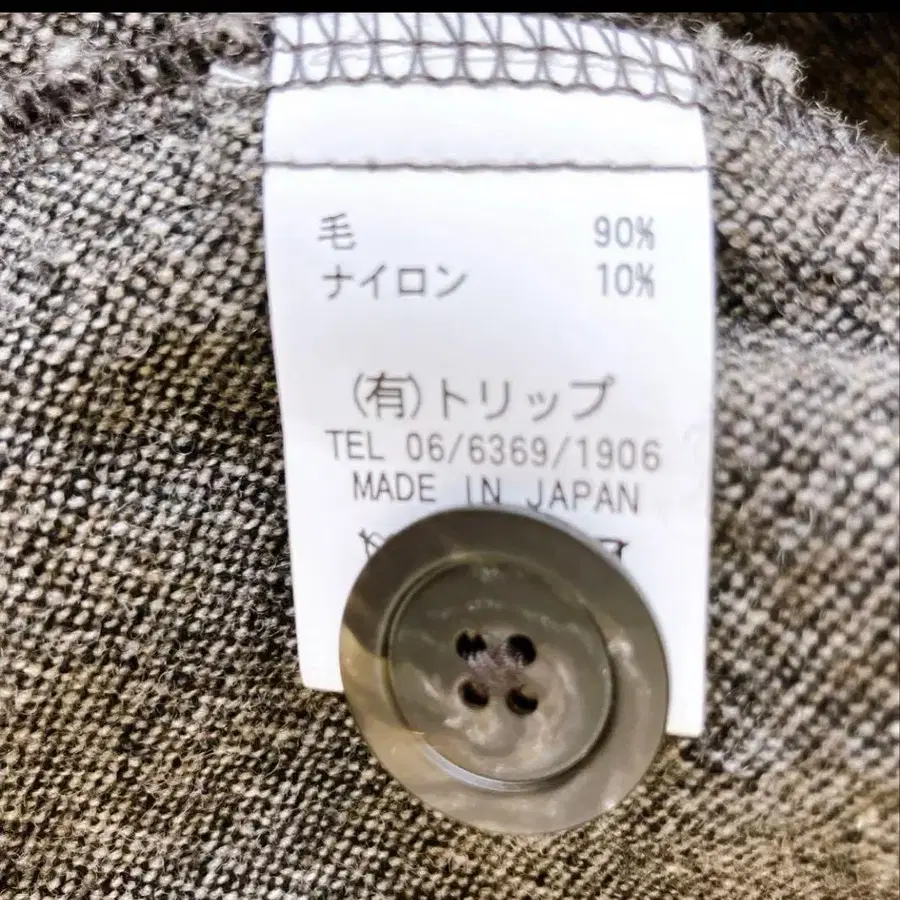 毛 90%
ナイロン 10%
(有)トリップ
TEL 06/6369/1906
MADE IN JAPAN